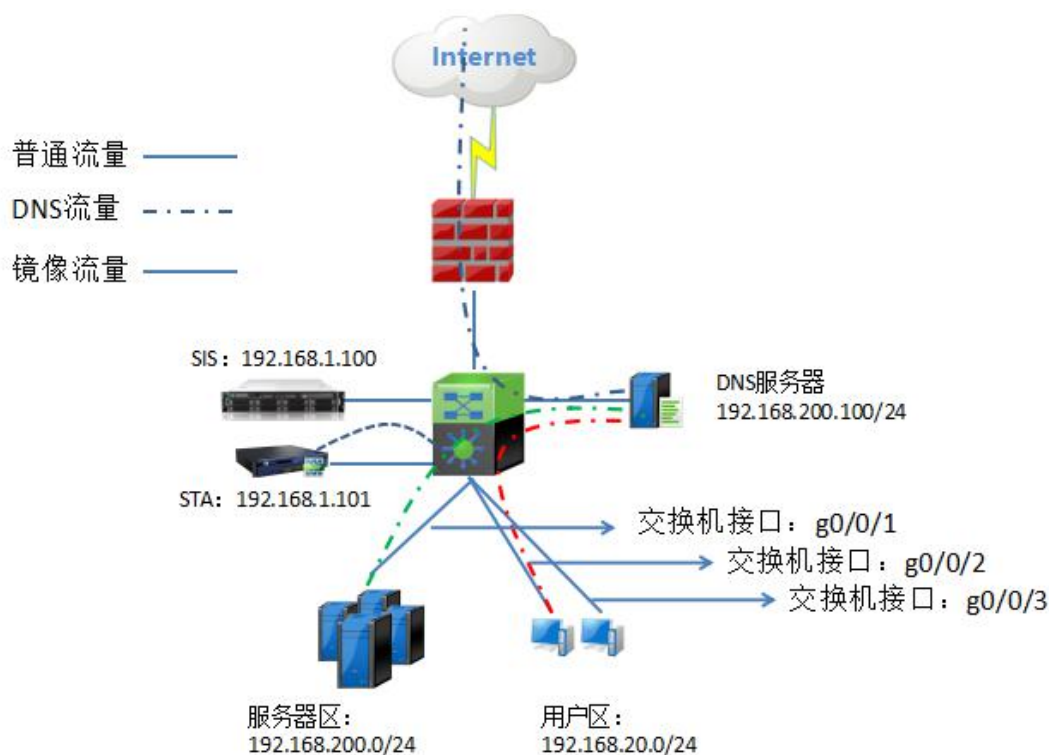 Internet
普通流量
DNS流量
镜像流量
SIS：192.168.1.100
DNS服务器
192.168.200.100/24
STA：192.168.1.101
交换机接口：g0/0/1
交换机接口：g0/0/2
交换机接口：g0/0/3
服务器区：
192.168.200.0/24
用户区：
192.168.20.0/24